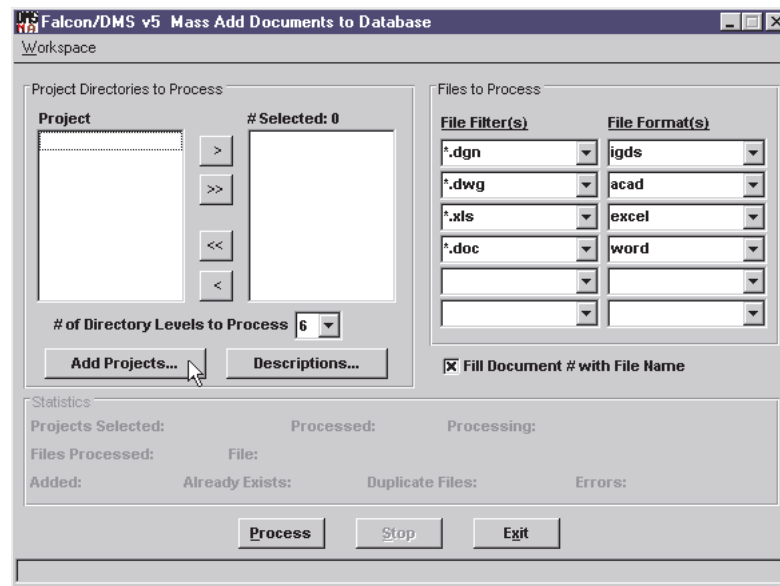 DMS MA Falcon/DMS v5 Mass Add Documents to Database
Workspace
Project Directories to Process
Files to Process
Project # Selected: 0
File Filter(s) File Format(s)
>
>>
<<
<
*.dgn igds
*.dwg acad
*.xls excel
*.doc word
# of Directory Levels to Process 6
Add Projects... Descriptions...
Fill Document # with File Name
Statistics
Projects Selected: Processed: Processing:
Files Processed: File:
Added: Already Exists: Duplicate Files: Errors:
Process Stop Exit